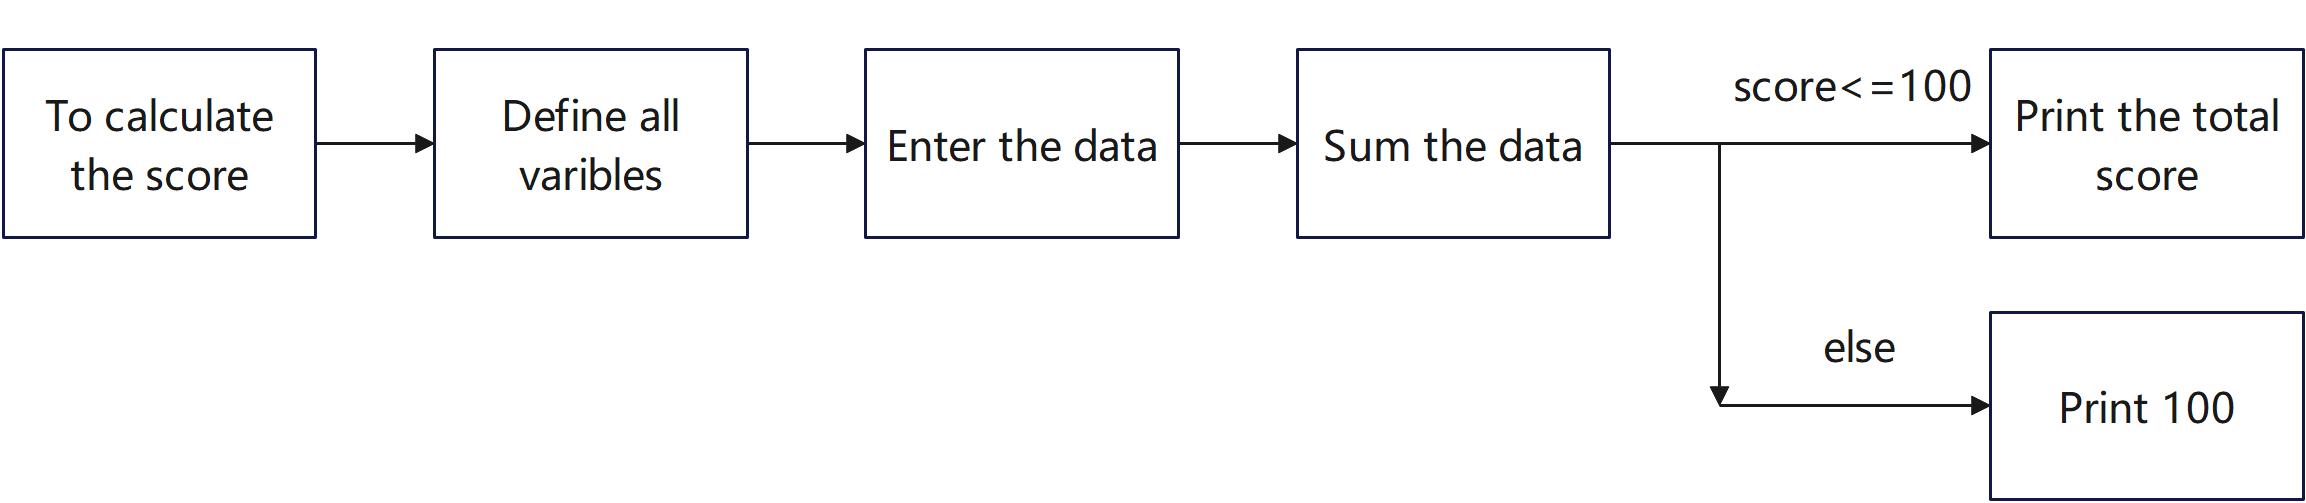 To calculate
the score
Define all
varibles
Enter the data
Sum the data
score<=100
Print the total
score
else
Print 100